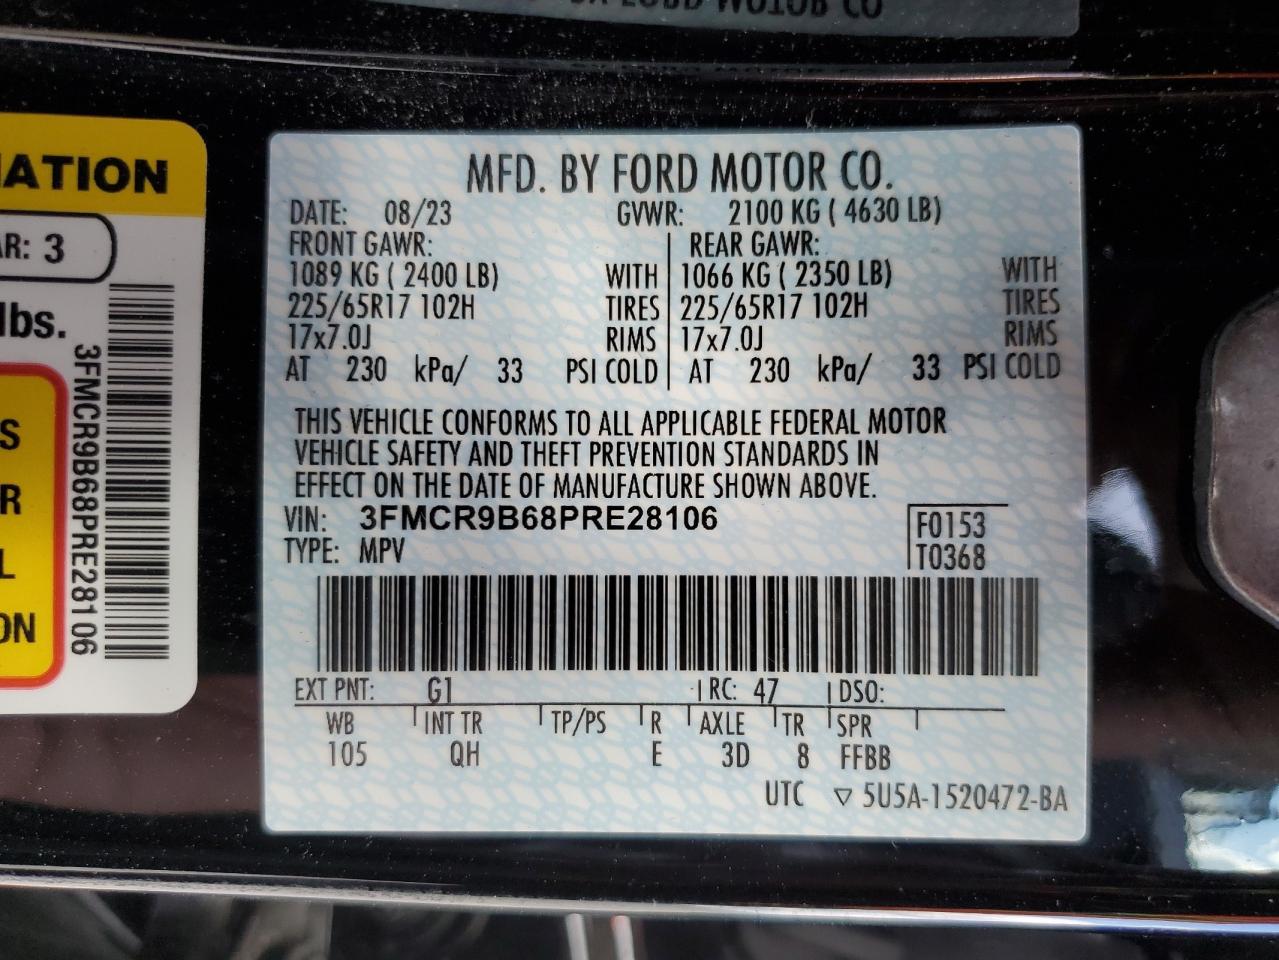 MFD. BY FORD MOTOR CO.
DATE: 08/23 GVWR: 2100 KG ( 4630 LB)
FRONT GAWR: REAR GAWR:
1089 KG ( 2400 LB) WITH 1066 KG ( 2350 LB) WITH
225/65R17 102H TIRES 225/65R17 102H TIRES
17x7.0J RIMS 17x7.0J RIMS
AT 230 kPa/ 33 PSI COLD AT 230 kPa/ 33 PSI COLD
THIS VEHICLE CONFORMS TO ALL APPLICABLE FEDERAL MOTOR
VEHICLE SAFETY AND THEFT PREVENTION STANDARDS IN
EFFECT ON THE DATE OF MANUFACTURE SHOWN ABOVE.
VIN: 3FMCR9B68PRE28106 F0153
TYPE: MPV T0368
EXT PNT: G1 RC: 47 DSO:
WB INT TR TP/PS R AXLE TR SPR
105 QH E 3D 8 FFBB
UTC ▽ 5U5A-1520472-BA
ATION
AR: 3
lbs.
3FMCR9B68PRE28106
S
R
L
ON